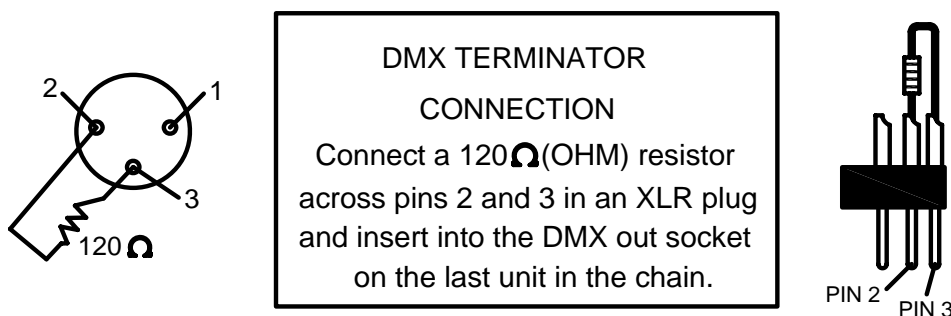 2
1
3
120Ω
DMX TERMINATOR
CONNECTION
Connect a 120Ω(OHM) resistor
across pins 2 and 3 in an XLR plug
and insert into the DMX out socket
on the last unit in the chain.
PIN 2
PIN 3